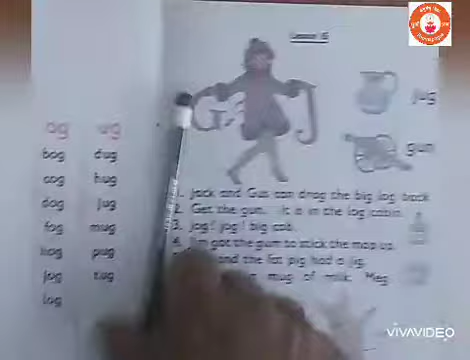 Lesson 15
jug
gun
og ug
bog dug
cog hug
dog jug
fog mug
hog pug
jog tug
log
1. Jack and Gus can drag the big log back
2. Get the gun. It is in the log cabin.
3. Jog! jog! big cob.
4. I'm got the gum to stick the map up.
and the fat pig had a jig.
mug of milk. Meg
VIVAVIDEO